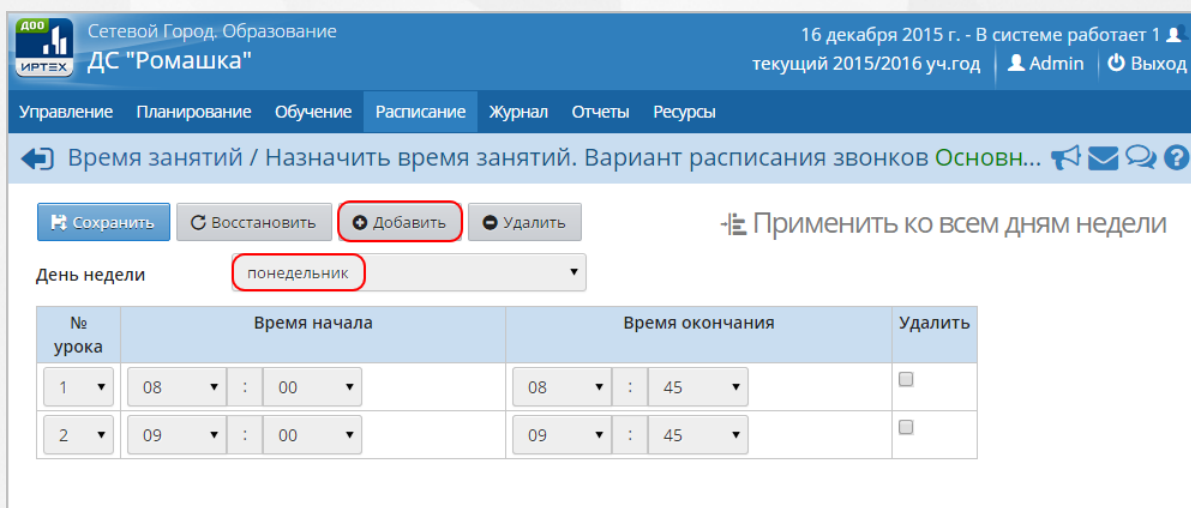 ДОО
ИРТЕХ
Сетевой Город. Образование
ДС "Ромашка"
16 декабря 2015 г. - В системе работает 1
текущий 2015/2016 уч.год Admin Выход
Управление Планирование Обучение Расписание Журнал Отчеты Ресурсы
Время занятий / Назначить время занятий. Вариант расписания звонков Основн...
Сохранить Восстановить Добавить Удалить Применить ко всем дням недели
День недели понедельник
№ урока Время начала Время окончания Удалить
1 08 : 00 08 : 45
2 09 : 00 09 : 45